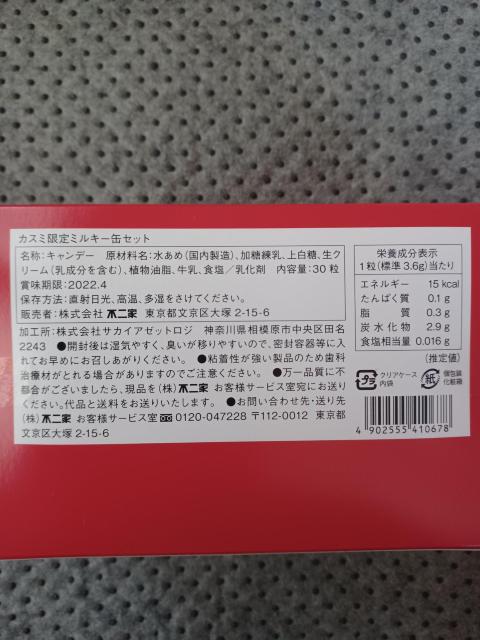 カスミ限定ミルキー缶セット
名称:キャンデー 原材料名:水あめ(国内製造)、加糖練乳、上白糖、生ク
リーム(乳成分を含む)、植物油脂、牛乳、食塩/乳化剤 内容量:30粒
賞味期限:2022.4
保存方法:直射日光、高温、多湿をさけてください。
販売者:株式会社 不二家 東京都文京区大塚2-15-6
加工所:株式会社サカイアゼットロジ 神奈川県相模原市中央区田名
2243 ●開封後は湿気やすく、臭いが移りやすいので、密封容器等に入
れてお早めにお召しあがりください。 ●粘着性が強い製品のため歯科
治療材がとれる場合がありますのでご注意ください。 ●万一品質に不
都合がございましたら、現品を(株)不二家 お客様サービス室宛にお送り
ください。代品と送料をお送りいたします。 ●お問い合わせ先・送り先
(株)不二家 お客様サービス室 0120-047228 〒112-0012 東京都
文京区大塚 2-15-6
栄養成分表示
1粒(標準3.6g)当たり
エネルギー 15kcal
たんぱく質 0.1g
脂質 0.3g
炭水化物 2.9g
食塩相当量 0.016g
(推定値)
プラ クリアケース
内袋
紙 個包装
化粧箱
4 902555 410678